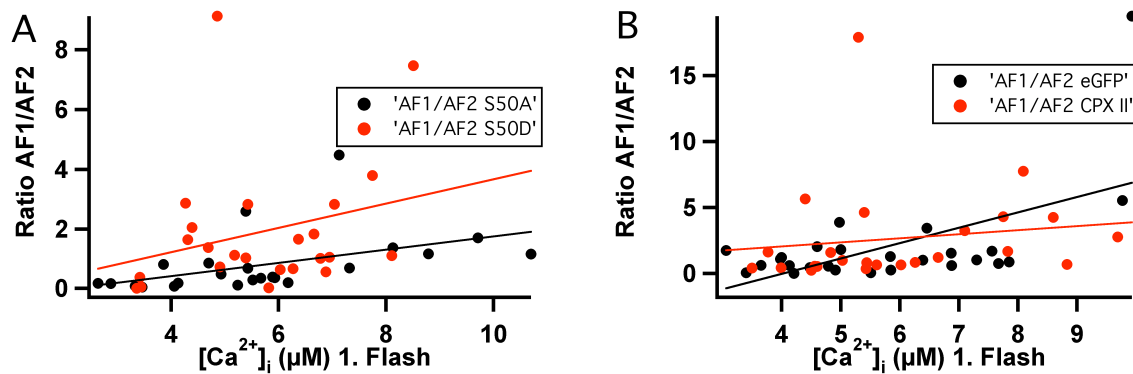 A
Ratio AF1/AF2
8
6
4
2
0
'AF1/AF2 S50A'
'AF1/AF2 S50D'
4
6
8
10
[Ca²⁺]ᵢ (µM) 1. Flash
B
Ratio AF1/AF2
15
10
5
0
'AF1/AF2 eGFP'
'AF1/AF2 CPX II'
4
5
6
7
8
9
[Ca²⁺]ᵢ (µM) 1. Flash